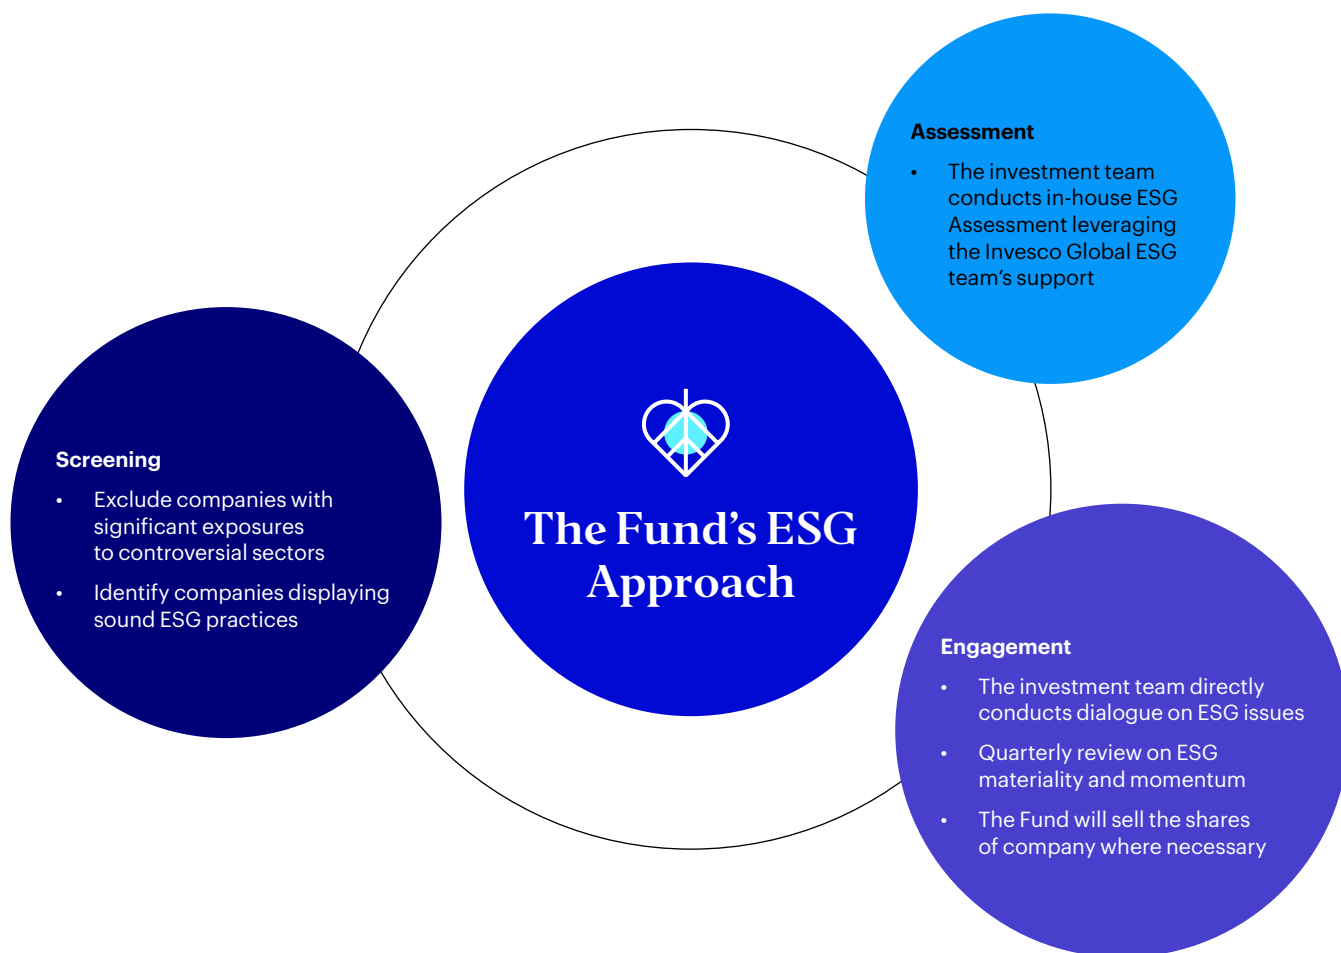 The Fund’s ESG
Approach
Screening
• Exclude companies with
significant exposures
to controversial sectors
• Identify companies displaying
sound ESG practices
Assessment
• The investment team
conducts in-house ESG
Assessment leveraging
the Invesco Global ESG
team’s support
Engagement
• The investment team directly
conducts dialogue on ESG issues
• Quarterly review on ESG
materiality and momentum
• The Fund will sell the shares
of company where necessary